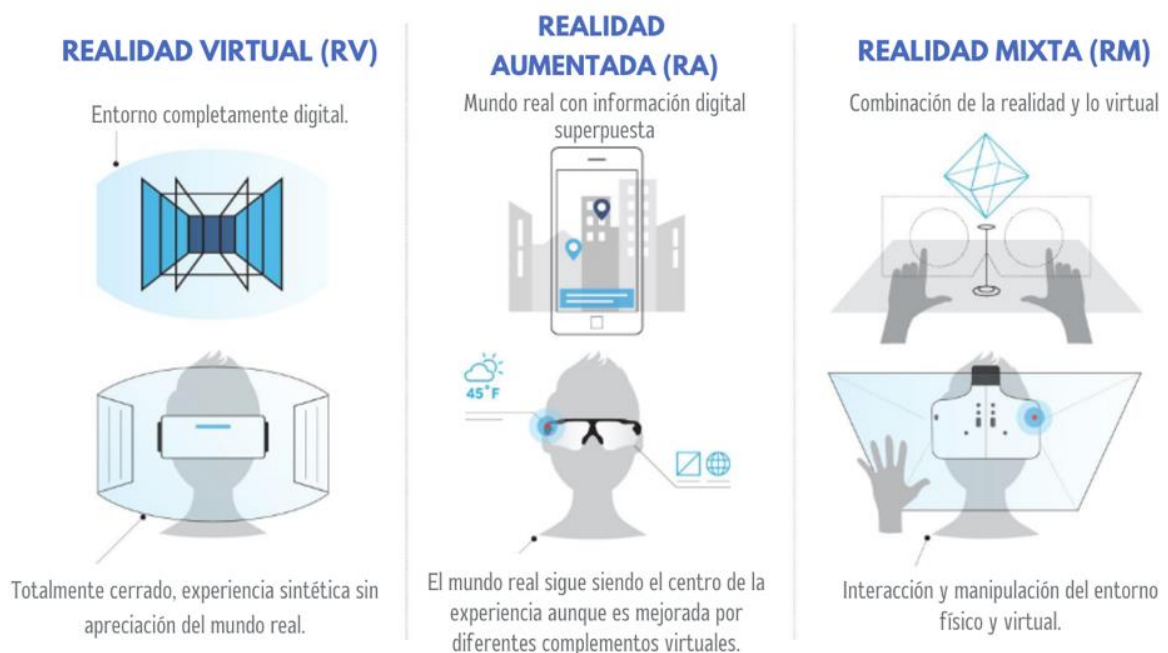 REALIDAD VIRTUAL (RV)
Entorno completamente digital.
Totalmente cerrado, experiencia sintética sin
apreciación del mundo real.
REALIDAD
AUMENTADA (RA)
Mundo real con información digital
superpuesta
45°F
El mundo real sigue siendo el centro de la
experiencia aunque es mejorada por
diferentes complementos virtuales.
REALIDAD MIXTA (RM)
Combinación de la realidad y lo virtual
Interacción y manipulación del entorno
físico y virtual.